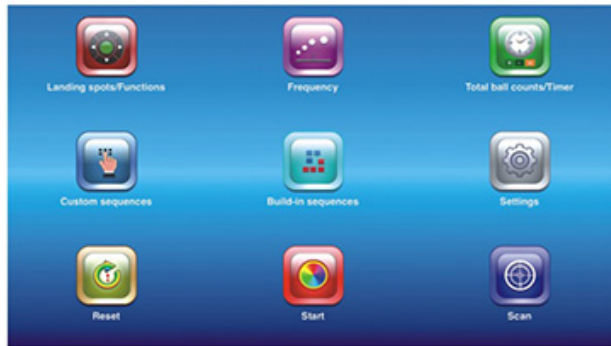 Landing spots/Functions
Frequency
Total ball counts/Timer
Custom sequences
Build-in sequences
Settings
Reset
Start
Scan